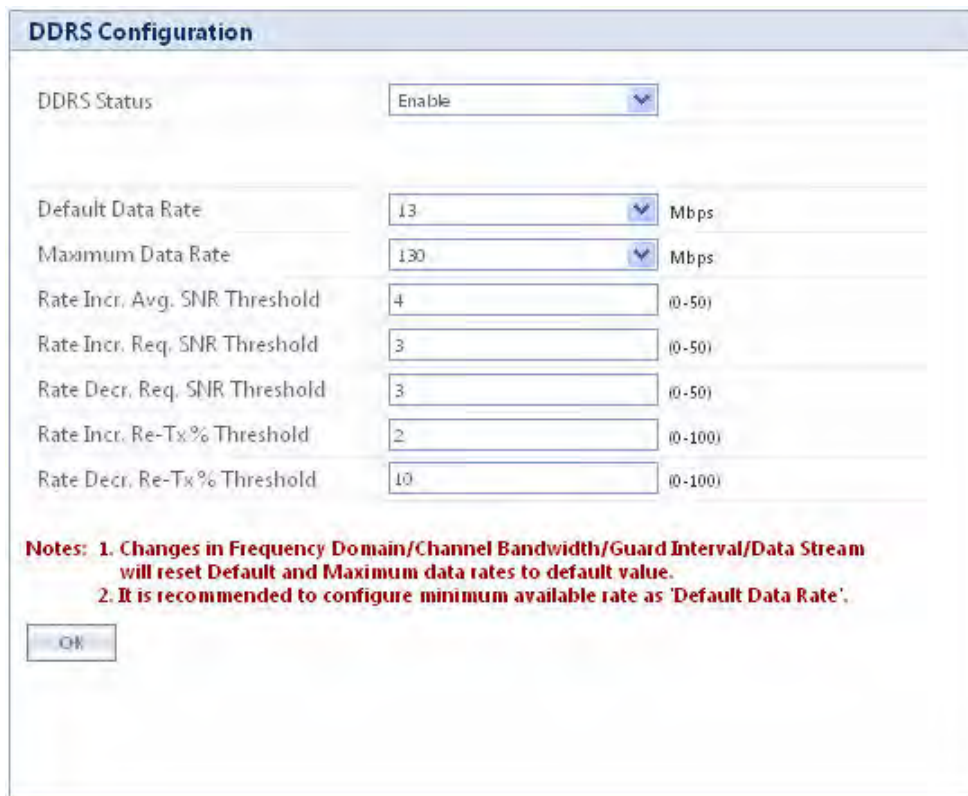 DDRS Configuration
DDRS Status Enable
Default Data Rate 13 Mbps
Maximum Data Rate 130 Mbps
Rate Incr. Avg. SNR Threshold 4 (0-50)
Rate Incr. Req. SNR Threshold 3 (0-50)
Rate Decr. Req. SNR Threshold 3 (0-50)
Rate Incr. Re-Tx % Threshold 2 (0-100)
Rate Decr. Re-Tx % Threshold 10 (0-100)
Notes: 1. Changes in Frequency Domain/Channel Bandwidth/Guard Interval/Data Stream
will reset Default and Maximum data rates to default value.
2. It is recommended to configure minimum available rate as 'Default Data Rate'.
OK